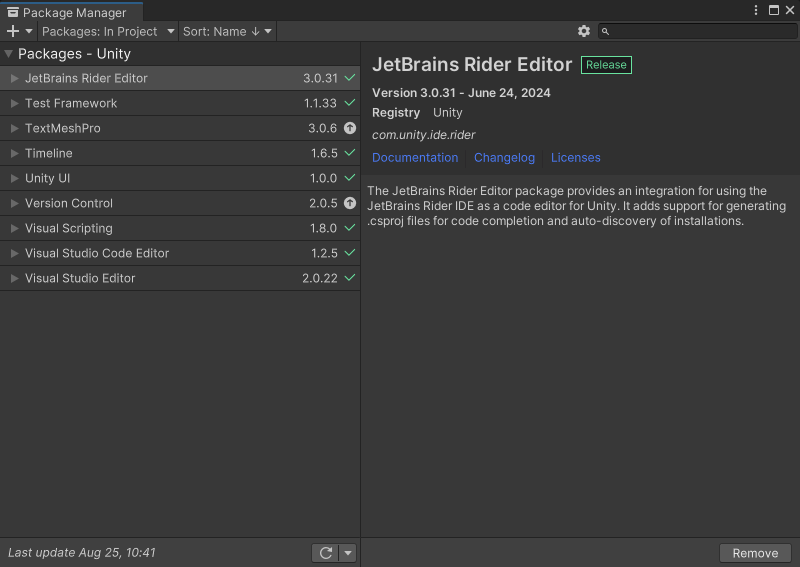 Package Manager
Packages: In Project
Sort: Name ↓
Packages - Unity
JetBrains Rider Editor 3.0.31
Test Framework 1.1.33
TextMeshPro 3.0.6
Timeline 1.6.5
Unity UI 1.0.0
Version Control 2.0.5
Visual Scripting 1.8.0
Visual Studio Code Editor 1.2.5
Visual Studio Editor 2.0.22
Last update Aug 25, 10:41
JetBrains Rider Editor Release
Version 3.0.31 - June 24, 2024
Registry Unity
com.unity.ide.rider
Documentation Changelog Licenses
The JetBrains Rider Editor package provides an integration for using the
JetBrains Rider IDE as a code editor for Unity. It adds support for generating
.csproj files for code completion and auto-discovery of installations.
Remove